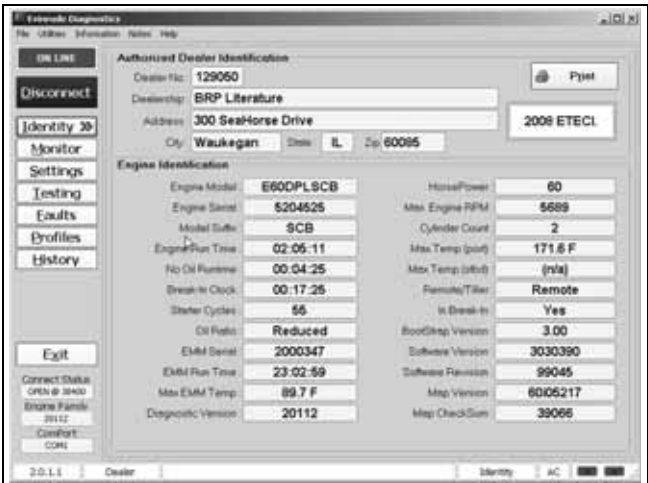 Evinrude Diagnostics
File Utilities Information Notes Help
ON LINE
Disconnect
Identity
Monitor
Settings
Testing
Faults
Profiles
History
Exit
Connect Status
OPEN @ 38400
Engine Family
20112
ComPort
COM1
Authorized Dealer Identification
Dealer No: 129050
Print
Dealership: BRP Literature
Address: 300 SeaHorse Drive
2008 ETECI.
City: Waukegan State: IL Zip: 60085
Engine Identification
Engine Model: E60DPLSCB HorsePower: 60
Engine Serial: 5204525 Max. Engine RPM: 5689
Model Suffix: SCB Cylinder Count: 2
Engine Run Time: 02:05:11 Max Temp (port): 171.6 F
No Oil Runtime: 00:04:25 Max Temp (stbd): (n/a)
Break-In Clock: 00:17:25 Remote/Tiller: Remote
Starter Cycles: 55 In Break-In: Yes
Oil Ratio: Reduced BootStrap Version: 3.00
EMM Serial: 2000347 Software Version: 3030390
EMM Run Time: 23:02:59 Software Revision: 99045
Max EMM Temp: 89.7 F Map Version:
Diagnostic Version: 20112 Map CheckSum: 39066
2.0.1.1 Dealer Identity AC